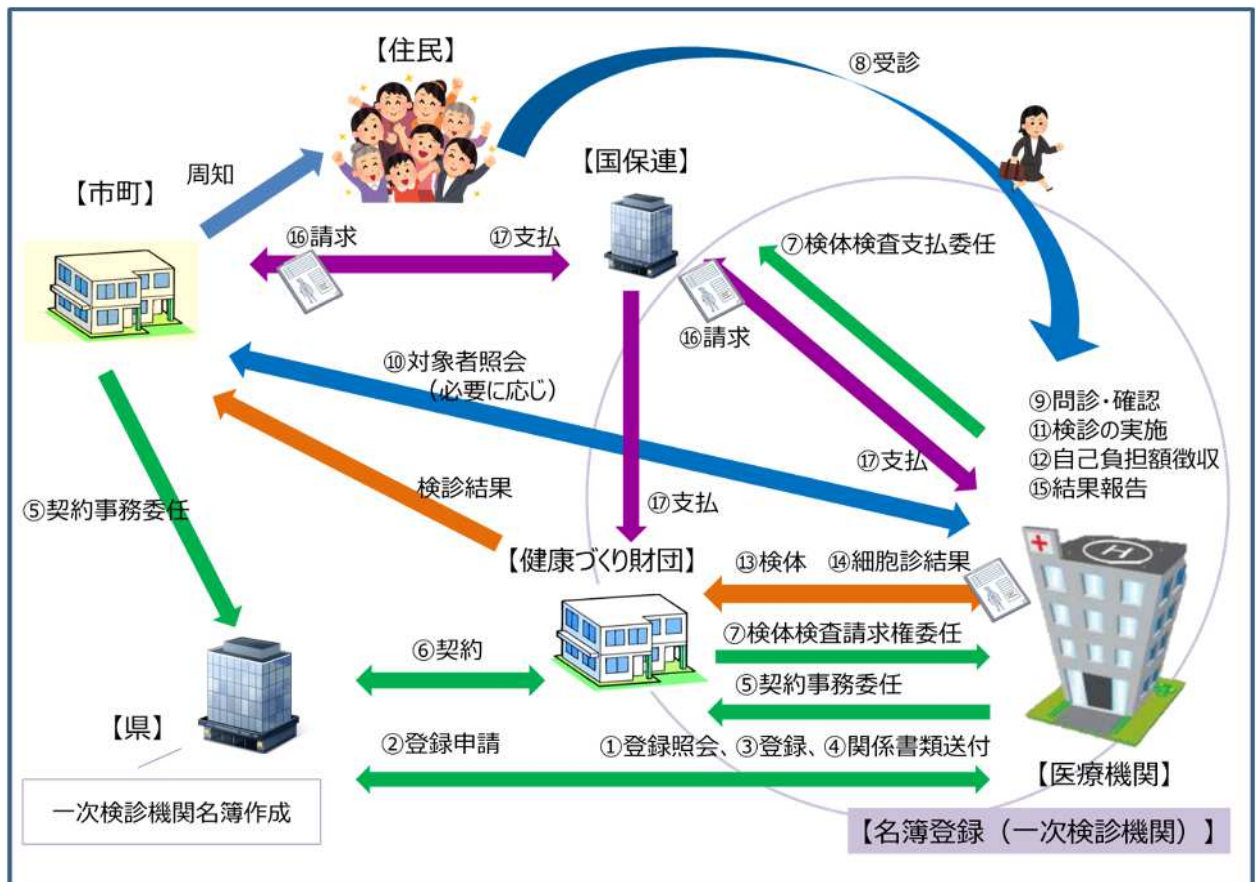 【住民】
⑧受診
【国保連】
周知
【市町】
⑯請求
⑰支払
⑦検体検査支払委任
⑯請求
⑩対象者照会
（必要に応じ）
⑨問診・確認
⑪検診の実施
⑫自己負担額徴収
⑮結果報告
⑰支払
検診結果
⑤契約事務委任
⑰支払
【健康づくり財団】
⑬検体 ⑭細胞診結果
⑦検体検査請求権委任
⑥契約
⑤契約事務委任
【県】
②登録申請
①登録照会、③登録、④関係書類送付
【医療機関】
一次検診機関名簿作成
【名簿登録（一次検診機関）】